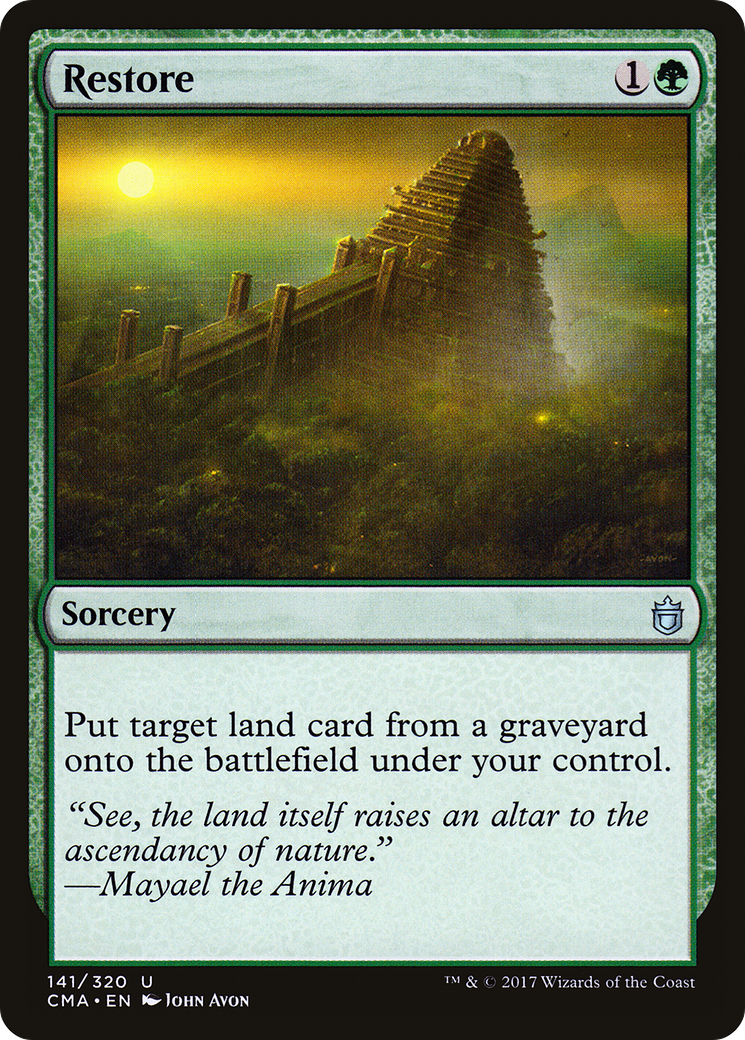 Restore 1
-AVON-
Sorcery
Put target land card from a graveyard
onto the battlefield under your control.
“See, the land itself raises an altar to the
ascendancy of nature.”
—Mayael the Anima
141/320 U
CMA • EN John Avon
™ & © 2017 Wizards of the Coast